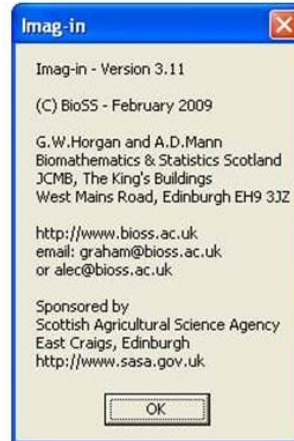 Imag-in
Imag-in - Version 3.11
(C) BioSS - February 2009
G.W.Horgan and A.D.Mann
Biomathematics & Statistics Scotland
JCMB, The King's Buildings
West Mains Road, Edinburgh EH9 3JZ
http://www.bioss.ac.uk
email: graham@bioss.ac.uk
or alec@bioss.ac.uk
Sponsored by
Scottish Agricultural Science Agency
East Craigs, Edinburgh
http://www.sasa.gov.uk
OK